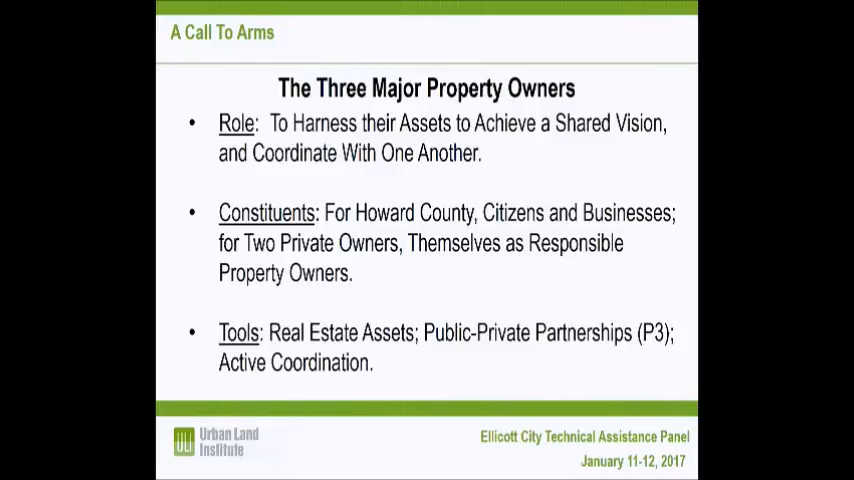 A Call To Arms
The Three Major Property Owners
• Role: To Harness their Assets to Achieve a Shared Vision,
and Coordinate With One Another.
• Constituents: For Howard County, Citizens and Businesses;
for Two Private Owners, Themselves as Responsible
Property Owners.
• Tools: Real Estate Assets; Public-Private Partnerships (P3);
Active Coordination.
ULI Urban Land
Institute
Ellicott City Technical Assistance Panel
January 11-12, 2017